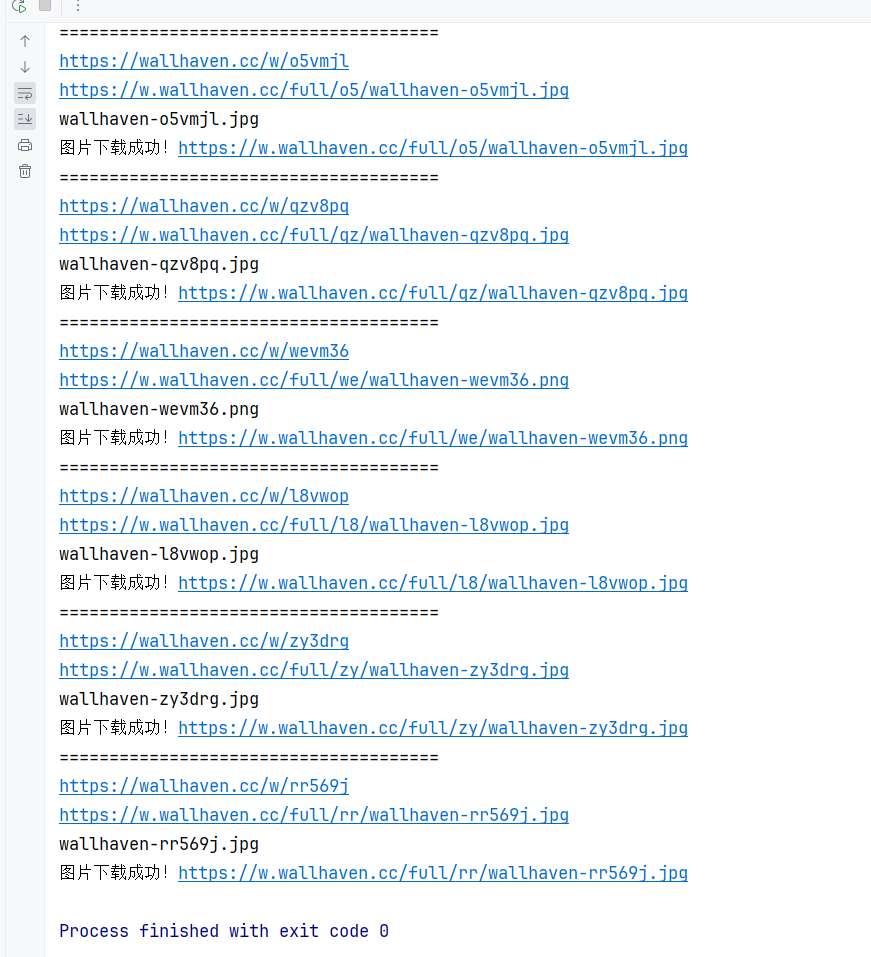 ======================================
https://wallhaven.cc/w/o5vmjl
https://w.wallhaven.cc/full/o5/wallhaven-o5vmjl.jpg
wallhaven-o5vmjl.jpg
图片下载成功！https://w.wallhaven.cc/full/o5/wallhaven-o5vmjl.jpg
======================================
https://wallhaven.cc/w/qzv8pq
https://w.wallhaven.cc/full/qz/wallhaven-qzv8pq.jpg
wallhaven-qzv8pq.jpg
图片下载成功！https://w.wallhaven.cc/full/qz/wallhaven-qzv8pq.jpg
======================================
https://wallhaven.cc/w/wevm36
https://w.wallhaven.cc/full/we/wallhaven-wevm36.png
wallhaven-wevm36.png
图片下载成功！https://w.wallhaven.cc/full/we/wallhaven-wevm36.png
======================================
https://wallhaven.cc/w/l8vwop
https://w.wallhaven.cc/full/l8/wallhaven-l8vwop.jpg
wallhaven-l8vwop.jpg
图片下载成功！https://w.wallhaven.cc/full/l8/wallhaven-l8vwop.jpg
======================================
https://wallhaven.cc/w/zy3drg
https://w.wallhaven.cc/full/zy/wallhaven-zy3drg.jpg
wallhaven-zy3drg.jpg
图片下载成功！https://w.wallhaven.cc/full/zy/wallhaven-zy3drg.jpg
======================================
https://wallhaven.cc/w/rr569j
https://w.wallhaven.cc/full/rr/wallhaven-rr569j.jpg
wallhaven-rr569j.jpg
图片下载成功！https://w.wallhaven.cc/full/rr/wallhaven-rr569j.jpg
Process finished with exit code 0